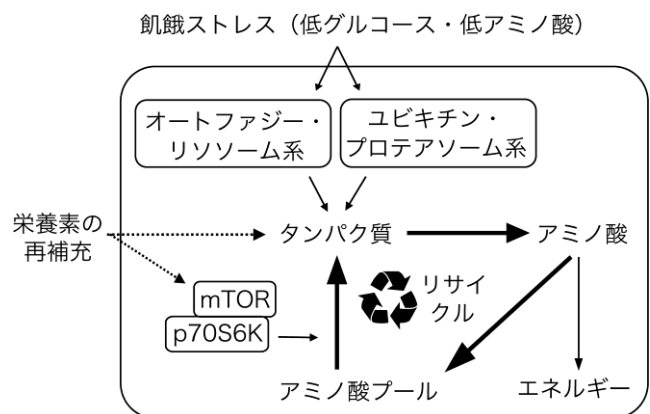 飢餓ストレス（低グルコース・低アミノ酸）
オートファジー・
リソソーム系
ユビキチン・
プロテアソーム系
栄養素の
再補充
タンパク質
アミノ酸
mTOR
p70S6K
リサイ
クル
アミノ酸プール
エネルギー